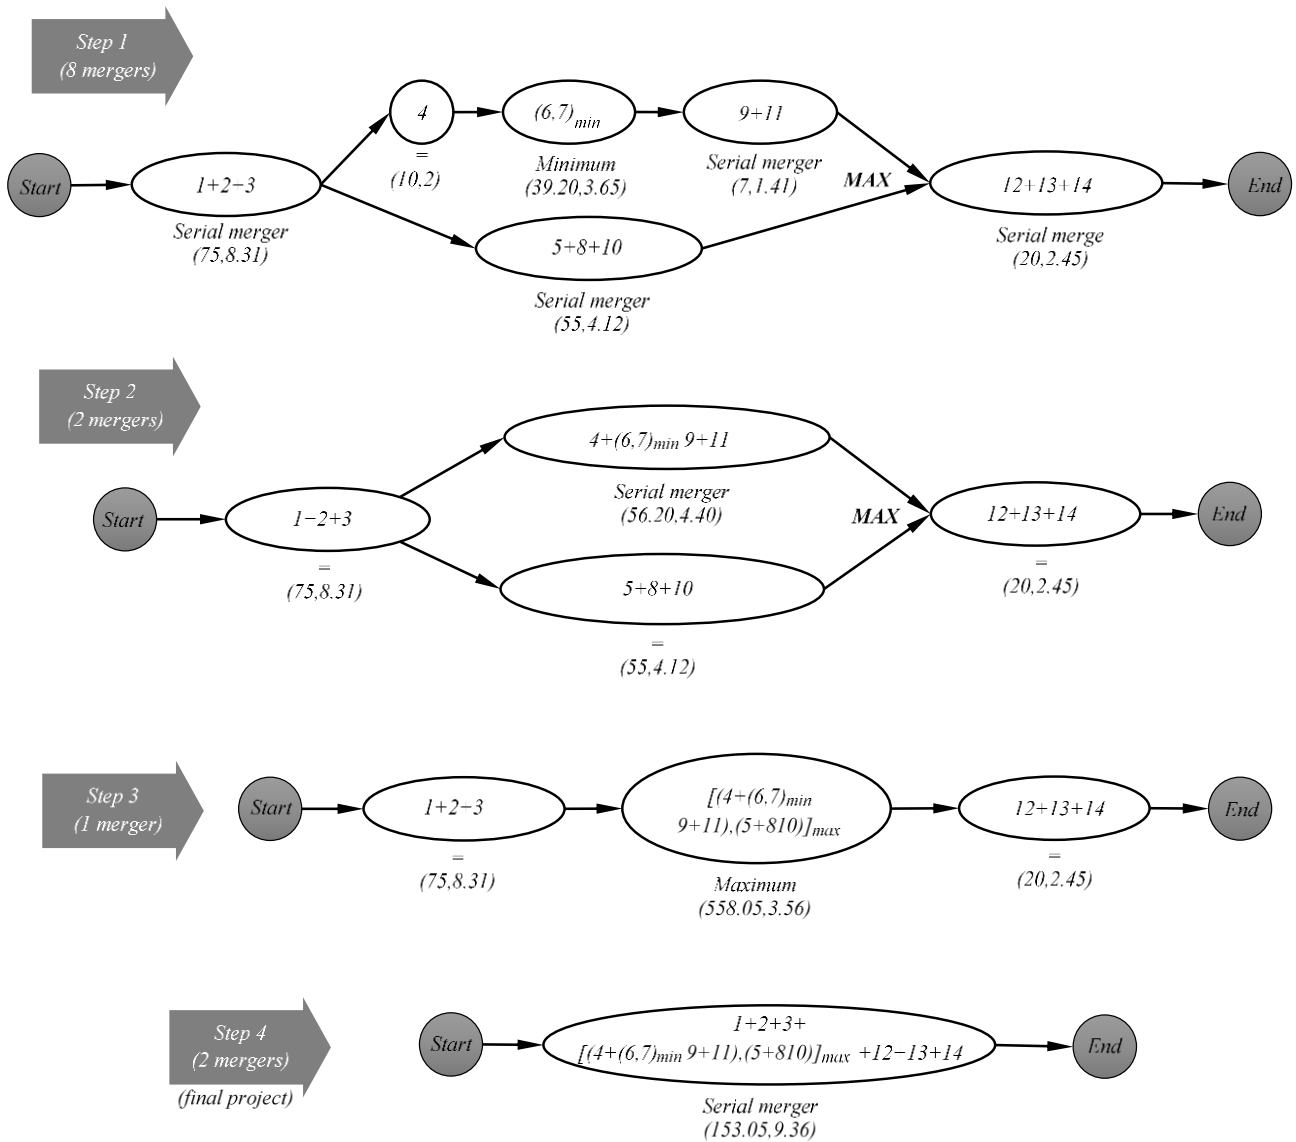 Step 1
(8 mergers)
4
(6,7)min
9+11
=
(10,2)
Minimum
(39.20,3.65)
Serial merger
(7,1.41)
MAX
Start
1+2−3
12+13+14
End
Serial merger
(75,8.31)
5+8+10
Serial merge
(20,2.45)
Serial merger
(55,4.12)
Step 2
(2 mergers)
4+(6,7)min 9+11
Serial merger
(56.20,4.40)
MAX
Start
1−2+3
12+13+14
End
=
(75,8.31)
5+8+10
=
(20,2.45)
=
(55,4.12)
Step 3
(1 merger)
Start
1+2−3
[(4+(6,7)min
9+11),(5+810)]max
12+13+14
End
=
(75,8.31)
Maximum
(558.05,3.56)
=
(20,2.45)
Step 4
(2 mergers)
(final project)
Start
1+2+3+
[(4+(6,7)min 9+11),(5+810)]max +12−13+14
End
Serial merger
(153.05,9.36)